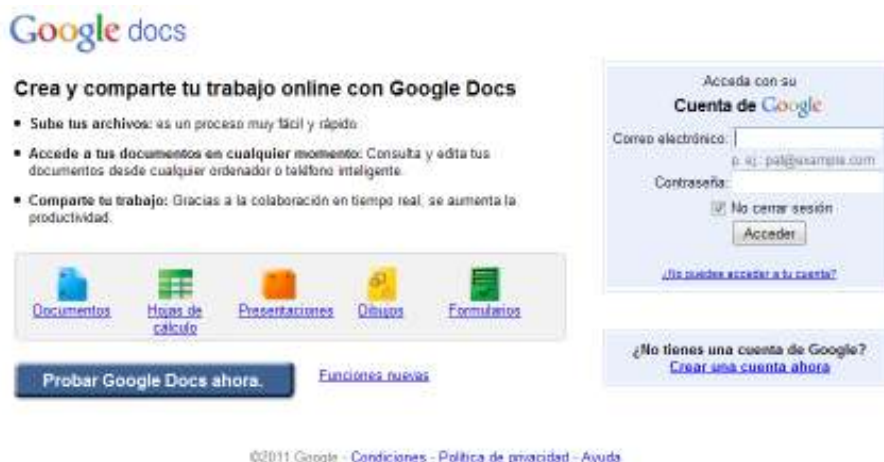 Google docs
Crea y comparte tu trabajo online con Google Docs
Sube tus archivos: es un proceso muy fácil y rápido
Accede a tus documentos en cualquier momento: Consulta y edita tus
documentos desde cualquier ordenador o teléfono inteligente.
Comparte tu trabajo: Gracias a la colaboración en tiempo real, se aumenta la
productividad.
Documentos
Hojas de
cálculo
Presentaciones
Dibujos
Formularios
Probar Google Docs ahora.
Funciones nuevas
Acceda con su
Cuenta de Google
Correo electrónico:
p. ej: pat@example.com
Contraseña:
No cerrar sesión
Acceder
¿No puedes acceder a tu cuenta?
¿No tienes una cuenta de Google?
Crear una cuenta ahora
©2011 Google - Condiciones - Política de privacidad - Ayuda